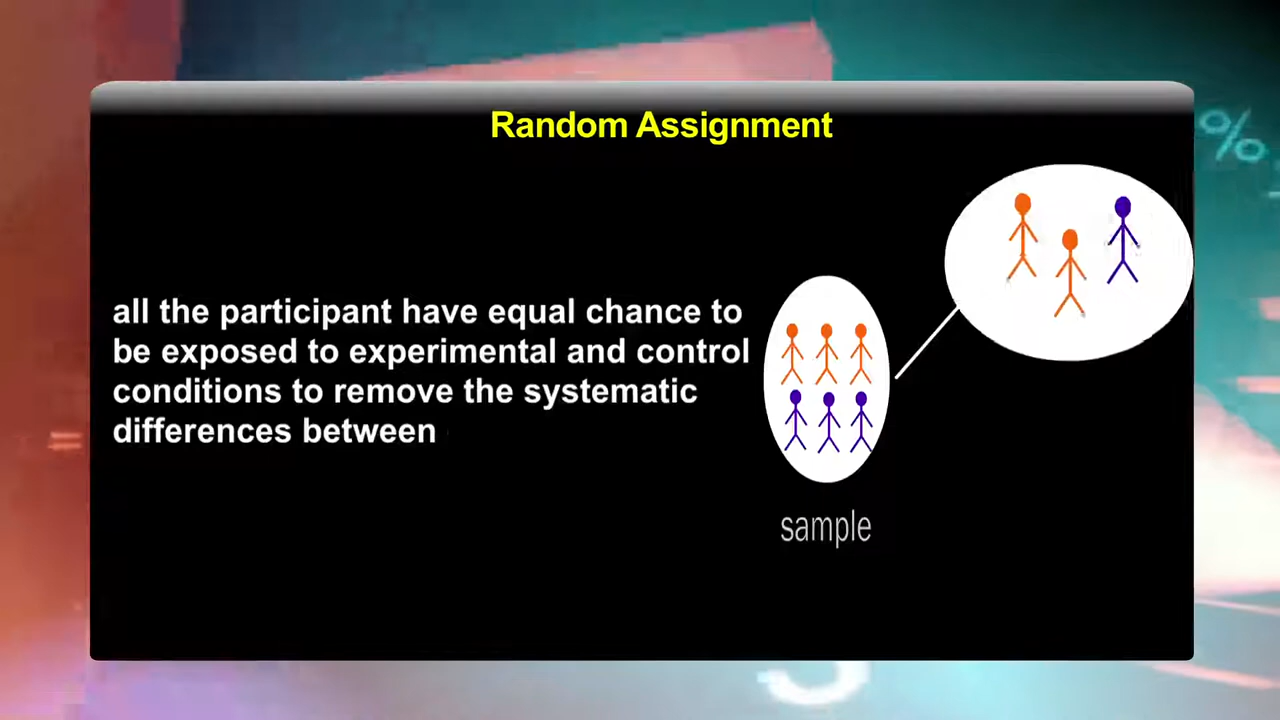 Random Assignment
all the participant have equal chance to
be exposed to experimental and control
conditions to remove the systematic
differences between
sample
%